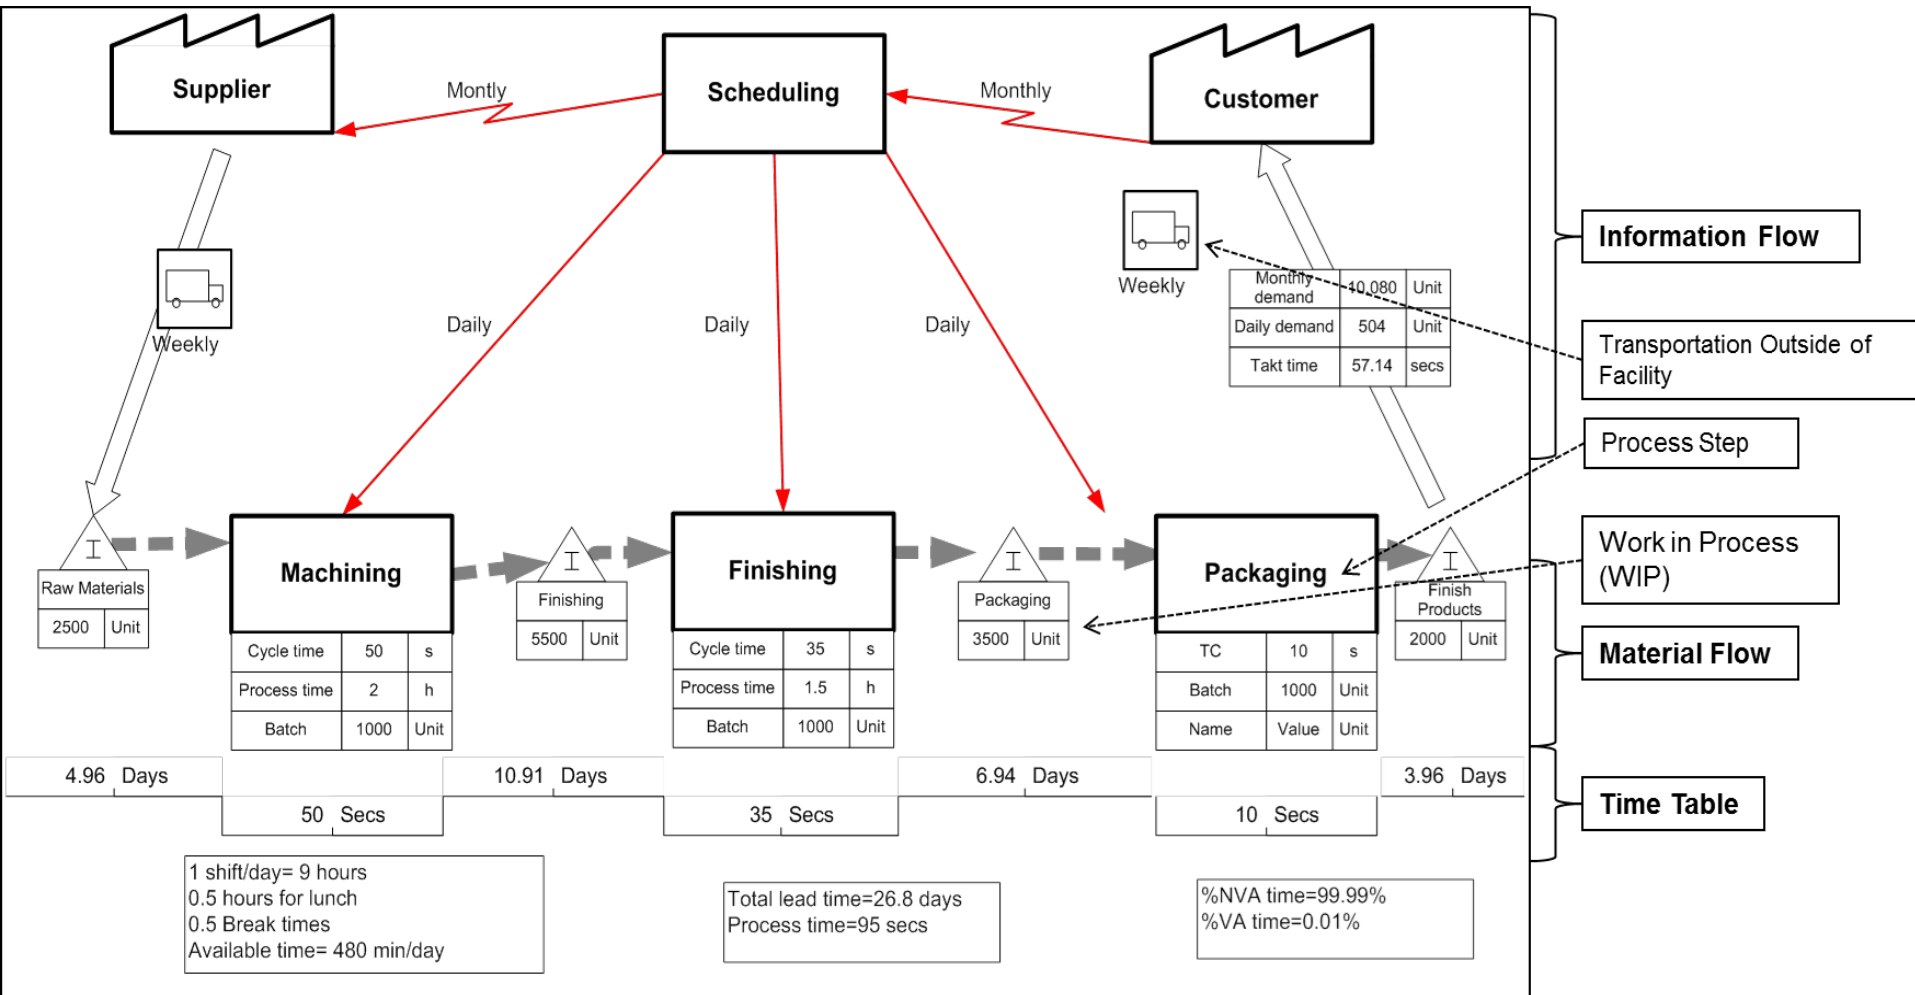 Supplier
Montly
Scheduling
Monthly
Customer
Weekly
Daily
Daily
Daily
Weekly
Monthly demand 10,080 Unit
Daily demand 504 Unit
Takt time 57.14 secs
Information Flow
Transportation Outside of
Facility
Process Step
Work in Process
(WIP)
Material Flow
Time Table
I
Raw Materials
2500 Unit
Machining
Cycle time 50 s
Process time 2 h
Batch 1000 Unit
I
Finishing
5500 Unit
Finishing
Cycle time 35 s
Process time 1.5 h
Batch 1000 Unit
I
Packaging
3500 Unit
Packaging
TC 10 s
Batch 1000 Unit
Name Value Unit
I
Finish
Products
2000 Unit
4.96 Days
50 Secs
10.91 Days
35 Secs
6.94 Days
10 Secs
3.96 Days
1 shift/day= 9 hours
0.5 hours for lunch
0.5 Break times
Available time= 480 min/day
Total lead time=26.8 days
Process time=95 secs
%NVA time=99.99%
%VA time=0.01%